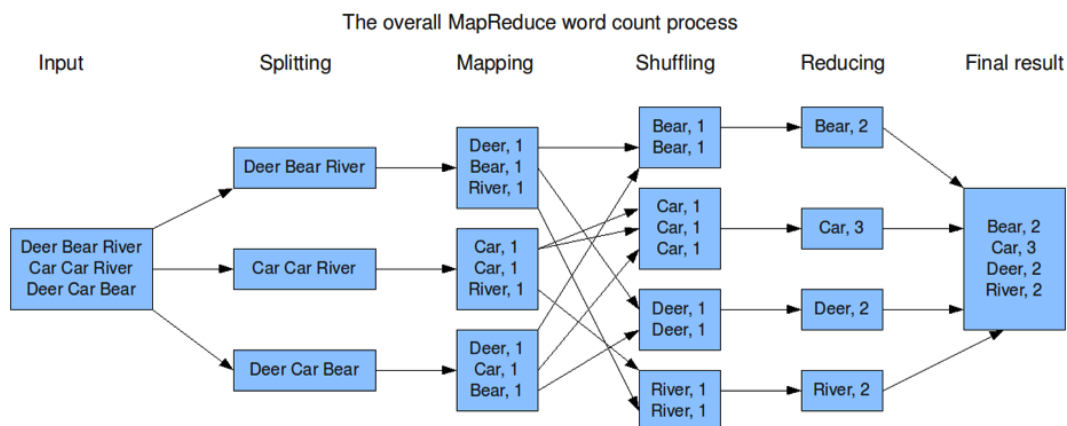 The overall MapReduce word count process
Input
Splitting
Mapping
Shuffling
Reducing
Final result
Deer Bear River
Car Car River
Deer Car Bear
Deer Bear River
Car Car River
Deer Car Bear
Deer, 1
Bear, 1
River, 1
Car, 1
Car, 1
River, 1
Deer, 1
Car, 1
Bear, 1
Bear, 1
Bear, 1
Car, 1
Car, 1
Car, 1
Deer, 1
Deer, 1
River, 1
River, 1
Bear, 2
Car, 3
Deer, 2
River, 2
Bear, 2
Car, 3
Deer, 2
River, 2